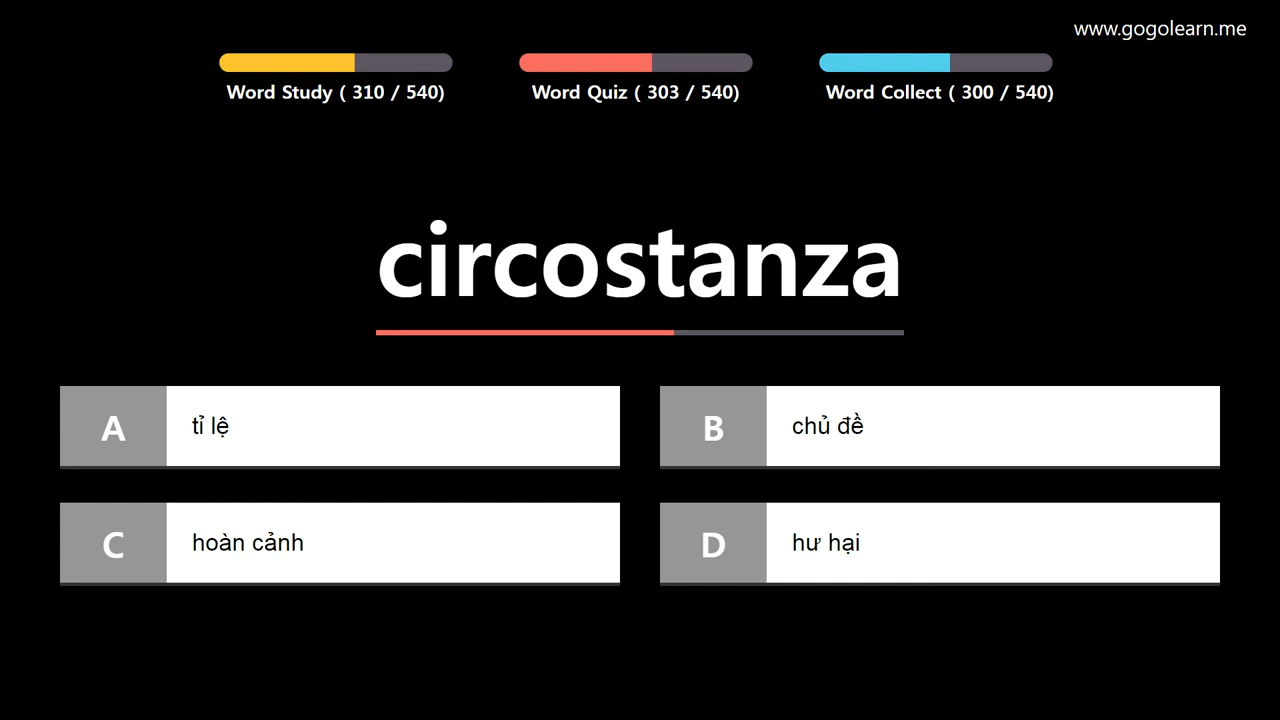 www.gogolearn.me
Word Study ( 310 / 540)
Word Quiz ( 303 / 540)
Word Collect ( 300 / 540)
circostanza
A tỉ lệ
B chủ đề
C hoàn cảnh
D hư hại